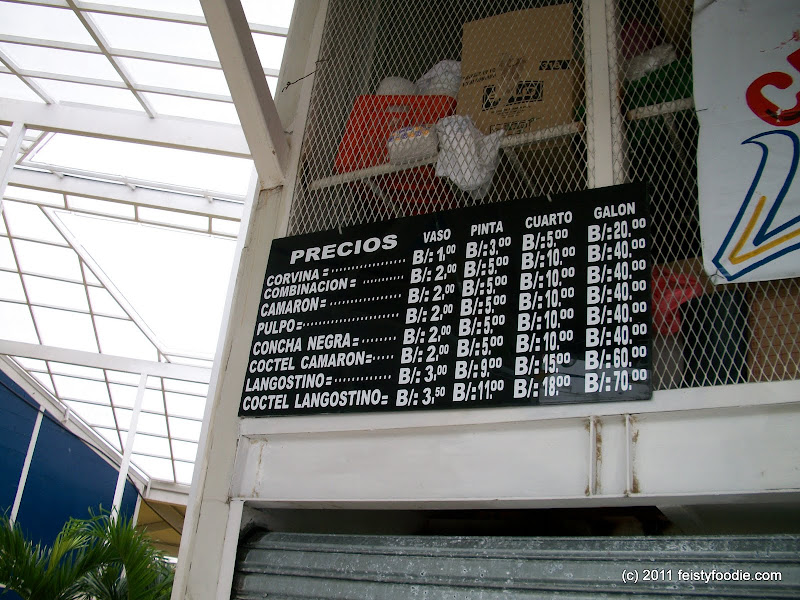 PRECIOS VASO PINTA CUARTO GALON
CORVINA= ................ B/: 1.00 B/: 3.00 B/: 5.00 B/: 20.00
COMBINACION = ........... B/: 2.00 B/: 5.00 B/: 10.00 B/: 40.00
CAMARON= ................ B/: 2.00 B/: 5.00 B/: 10.00 B/: 40.00
PULPO=................... B/: 2.00 B/: 5.00 B/: 10.00 B/: 40.00
CONCHA NEGRA=........ B/: 2.00 B/: 5.00 B/: 10.00 B/: 40.00
COCTEL CAMARON=..... B/: 2.00 B/: 5.00 B/: 10.00 B/: 40.00
LANGOSTINO= ............ B/: 3.00 B/: 9.00 B/: 15.00 B/: 60.00
COCTEL LANGOSTINO= B/: 3.50 B/: 11.00 B/: 18.00 B/: 70.00
(c) 2011 feistyfoodie.com